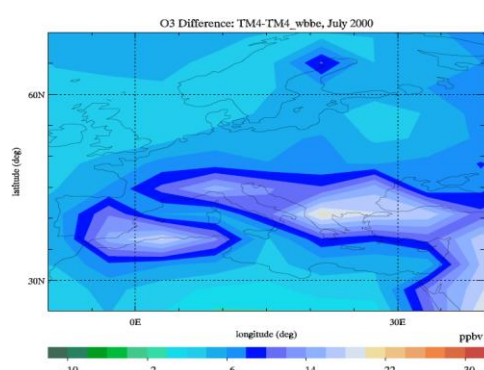 O3 Difference: TM4-TM4_wbbe, July 2000
60N
latitude (deg)
30N
0E
30E
longitude (deg)
ppbv
-10 -2 6 14 22 30